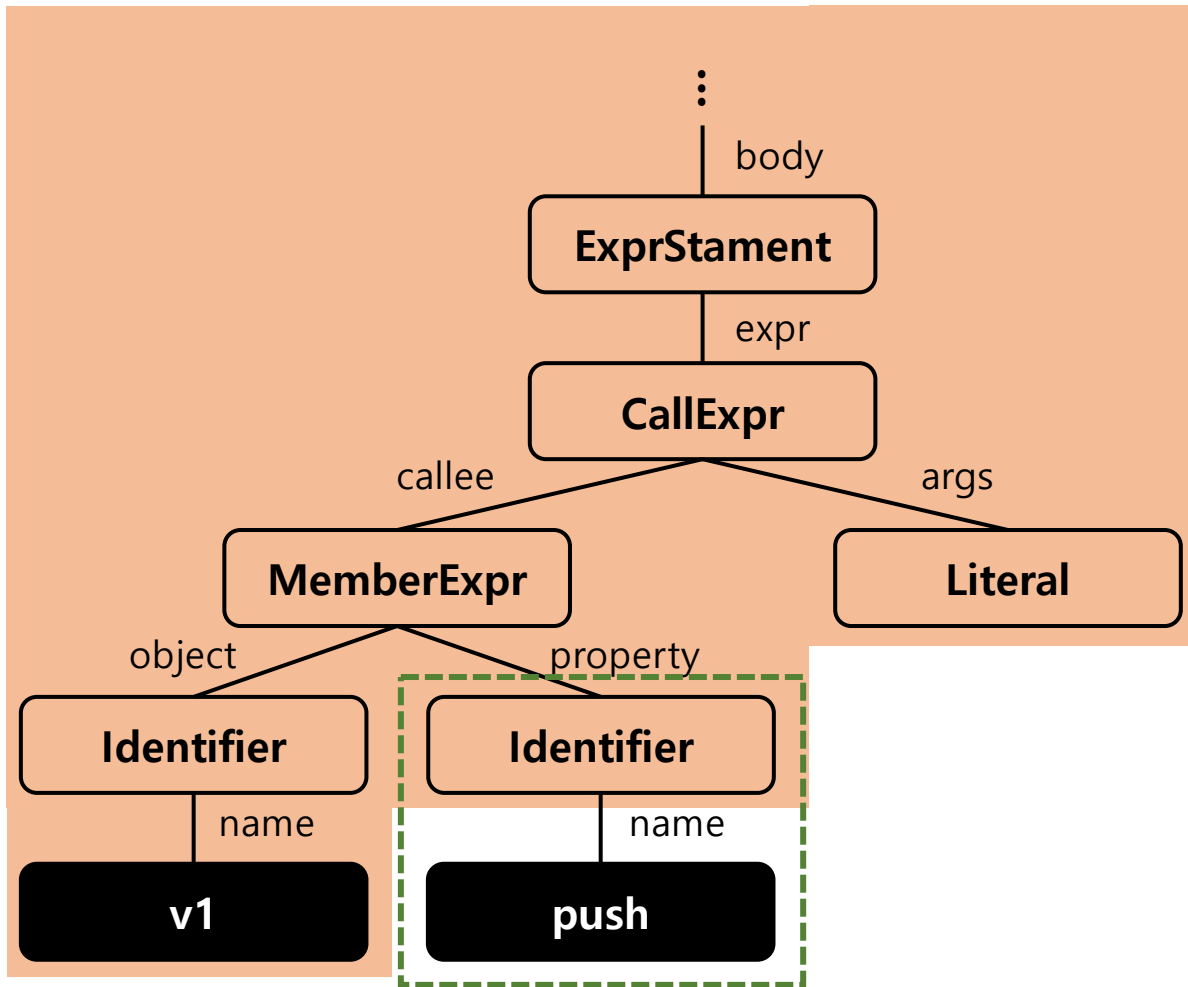 body
ExprStament
expr
CallExpr
callee
args
MemberExpr
Literal
object
property
Identifier
Identifier
name
name
v1
push